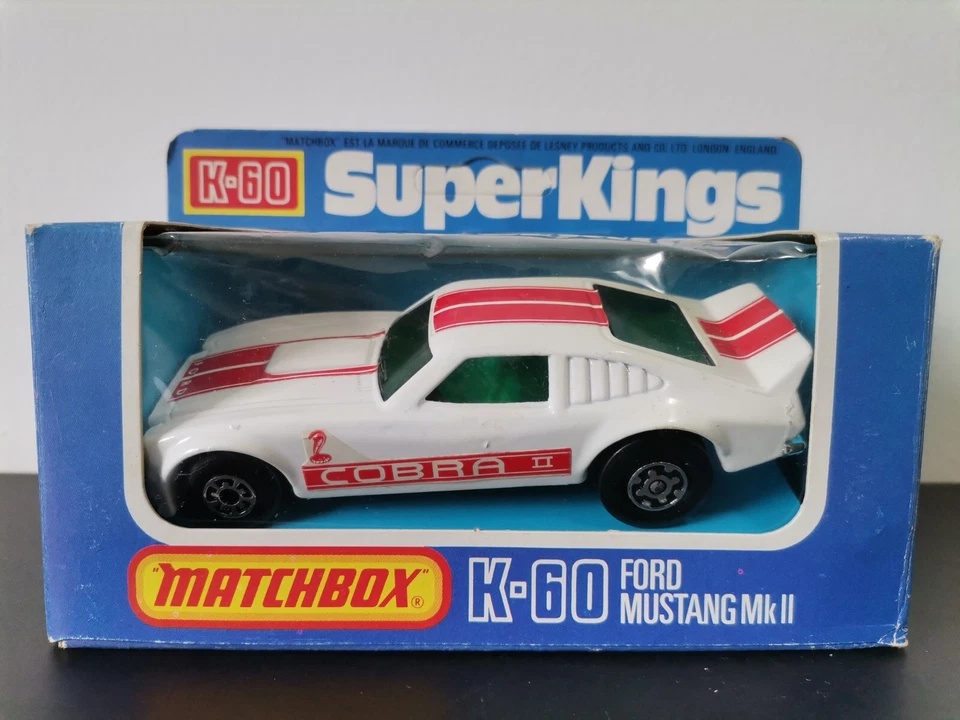 "MATCHBOX" EST LA MARQUE DE COMMERCE DEPOSEE DE LESNEY PRODUCTS AND CO. LTD. LONDON. ENGLAND.
K-60 SuperKings
FORD
COBRA II
"MATCHBOX"®
K-60 FORD
MUSTANG Mk II